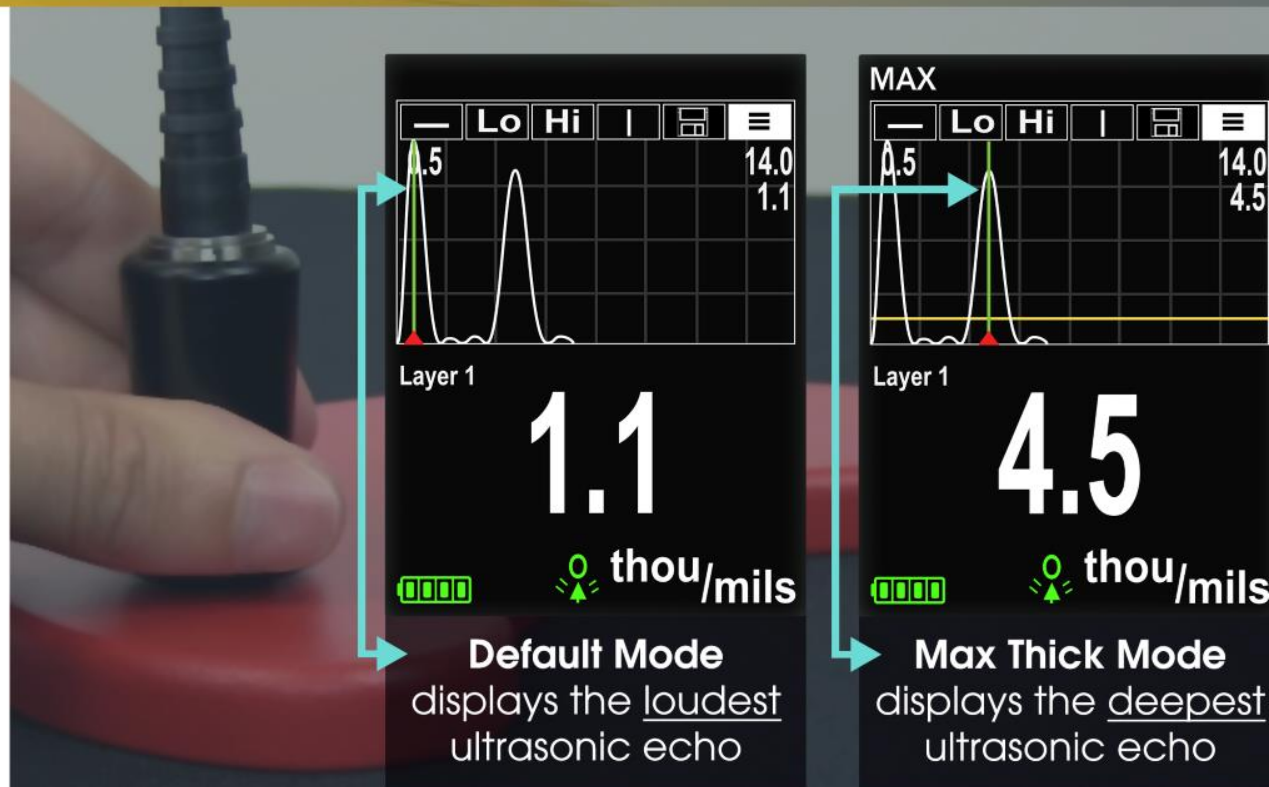 Lo Hi |
0.5
14.0
1.1
Layer 1
1.1
thou/mils
Default Mode
displays the loudest
ultrasonic echo
MAX
Lo Hi |
0.5
14.0
4.5
Layer 1
4.5
thou/mils
Max Thick Mode
displays the deepest
ultrasonic echo